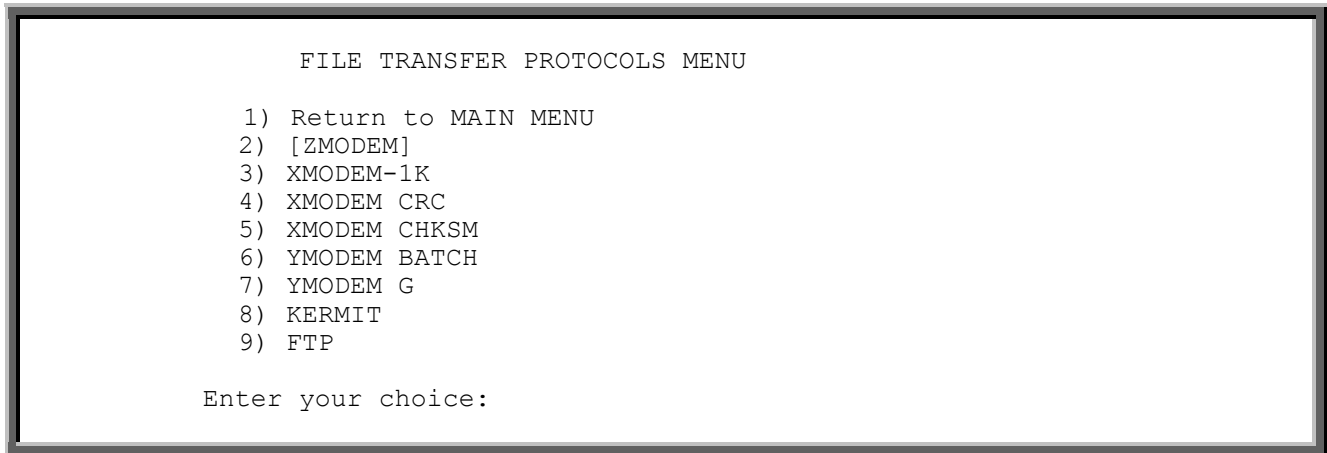 FILE TRANSFER PROTOCOLS MENU
1) Return to MAIN MENU
2) [ZMODEM]
3) XMODEM-1K
4) XMODEM CRC
5) XMODEM CHKSM
6) YMODEM BATCH
7) YMODEM G
8) KERMIT
9) FTP
Enter your choice: